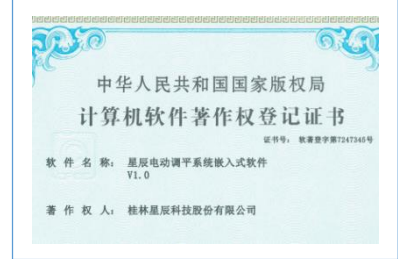 中华人民共和国国家版权局
计算机软件著作权登记证书
证书号： 软著登字第7247345号
软件名称： 星辰电动调平系统嵌入式软件
V1.0
著作权人： 桂林星辰科技股份有限公司